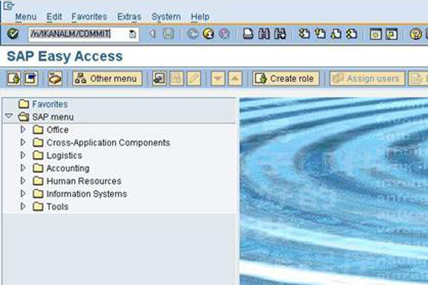 Menu Edit Favorites Extras System Help
/n/IKANALM/COMMIT
SAP Easy Access
Other menu Create role Assign users
Favorites
SAP menu
Office
Cross-Application Components
Logistics
Accounting
Human Resources
Information Systems
Tools